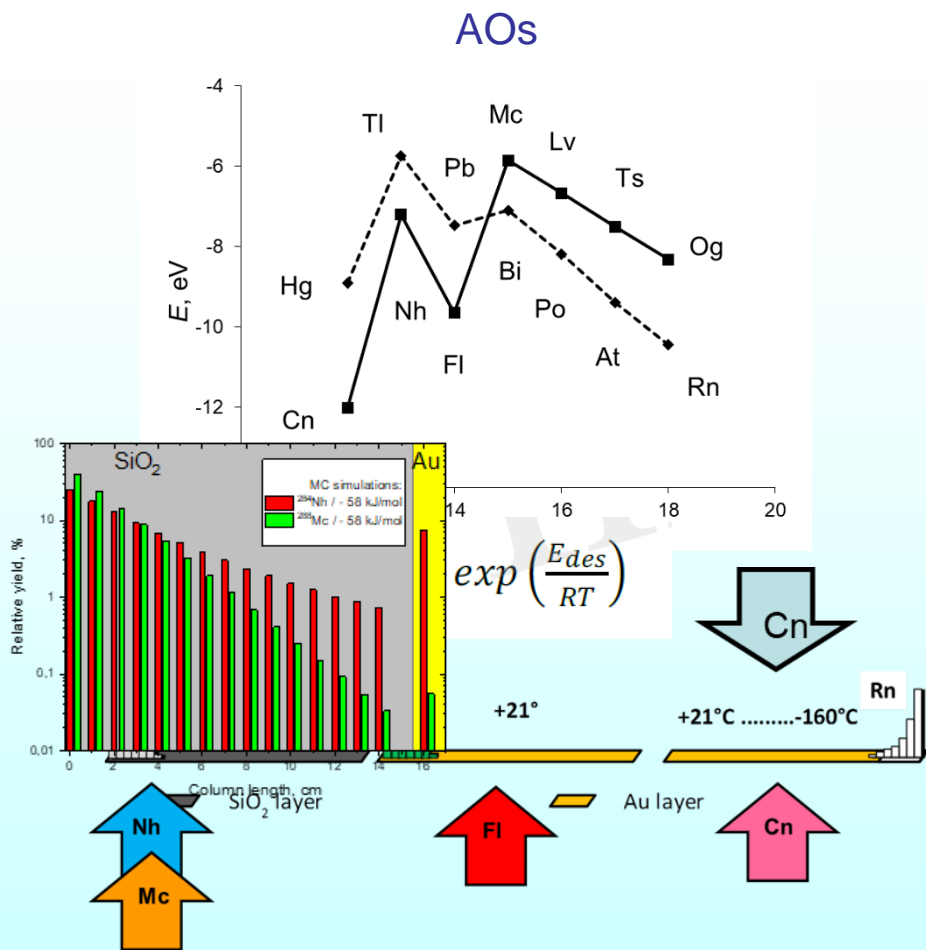 AOs
-4
-6
-8
-10
-12
E, eV
Mc
Tl
Lv
Pb
Ts
Og
Hg
Nh
Bi
Po
Fl
At
Rn
Cn
14 16 18 20
100
10
1
0,1
0,01
Relative yield, %
SiO2
Au
MC simulations:
284Nh / - 58 kJ/mol
288Mc / - 58 kJ/mol
0 2 4 6 8 10 12 14 16
Column length, cm
exp (Edes/RT)
Cn
Rn
+21°
+21°C .........-160°C
SiO2 layer
Au layer
Nh
Mc
Fl
Cn